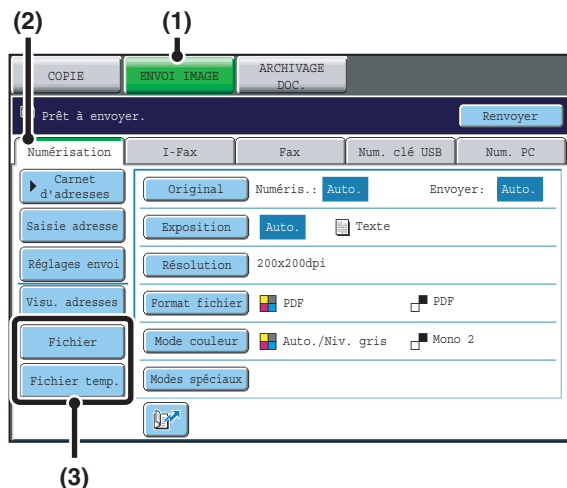 (2) (1)
COPIE ENVOI IMAGE ARCHIVAGE DOC.
Prêt à envoyer. Renvoyer
Numérisation I-Fax Fax Num. clé USB Num. PC
Carnet d'adresses Original Numéris.: Auto. Envoyer: Auto.
Saisie adresse Exposition Auto. Texte
Réglages envoi Résolution 200x200dpi
Visu. adresses Format fichier PDF PDF
Fichier Mode couleur Auto./Niv. gris Mono 2
Fichier temp. Modes spéciaux
(3)